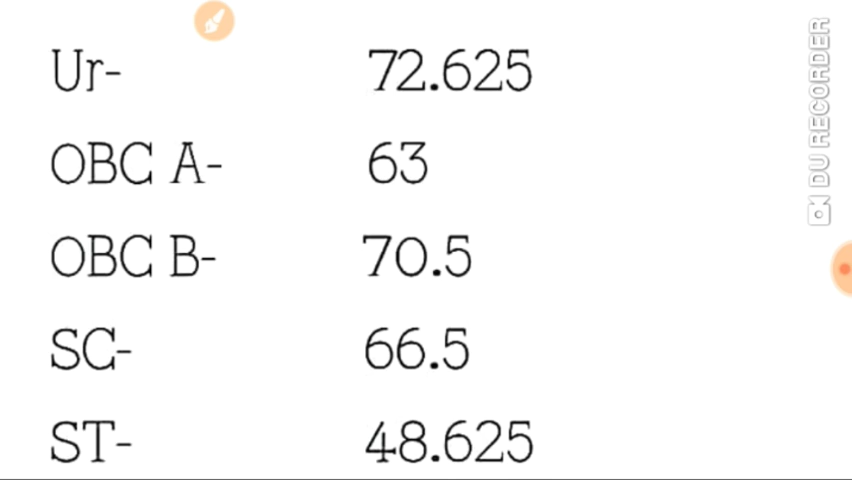 Ur- 72.625
OBC A- 63
OBC B- 70.5
SC- 66.5
ST- 48.625
DU RECORDER